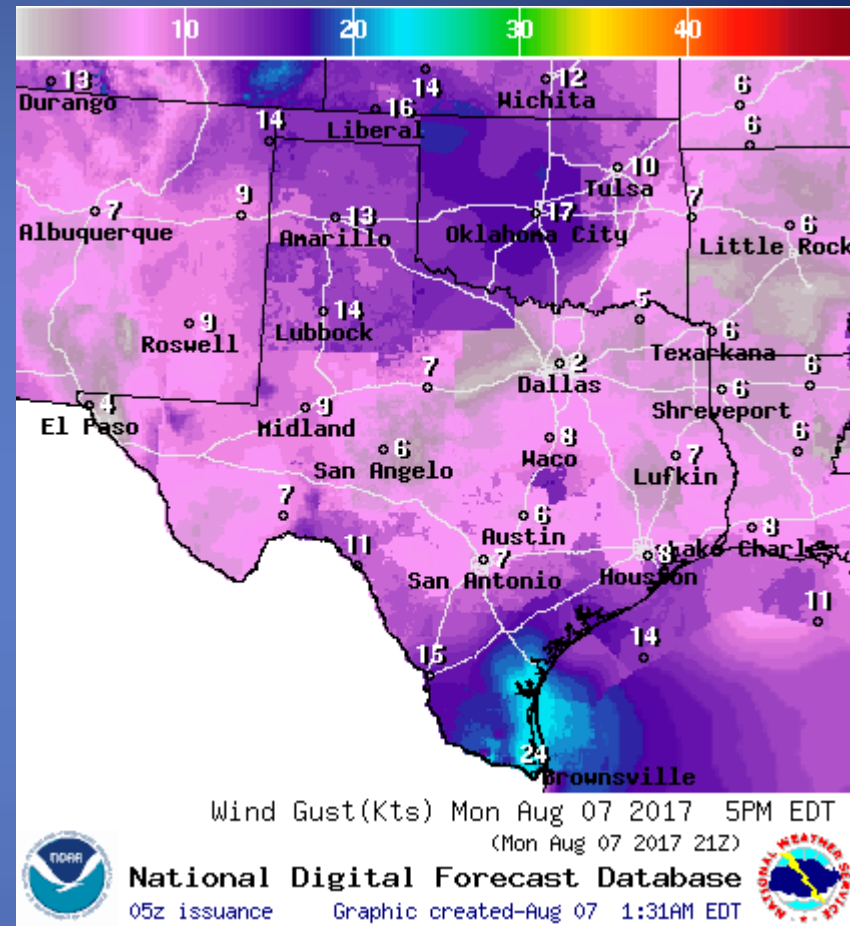 10 20 30 40
13
Durango
14
16
Liberal
14
12
Wichita
6
6
10
Tulsa
7
Albuquerque
9
13
Amarillo
17
Oklahoma City
7
6
Little Rock
9
Roswell
14
Lubbock
5
6
Texarkana
7
2
Dallas
6
Shreveport
6
4
El Paso
9
Midland
6
San Angelo
8
Waco
7
Lufkin
6
7
11
6
Austin
7
San Antonio
8
Houston
8
Lake Charles
11
14
15
24
Brownsville
Wind Gust(Kts) Mon Aug 07 2017 5PM EDT
(Mon Aug 07 2017 21Z)
National Digital Forecast Database
05z issuance Graphic created-Aug 07 1:31AM EDT
NOAA
NATIONAL WEATHER SERVICE